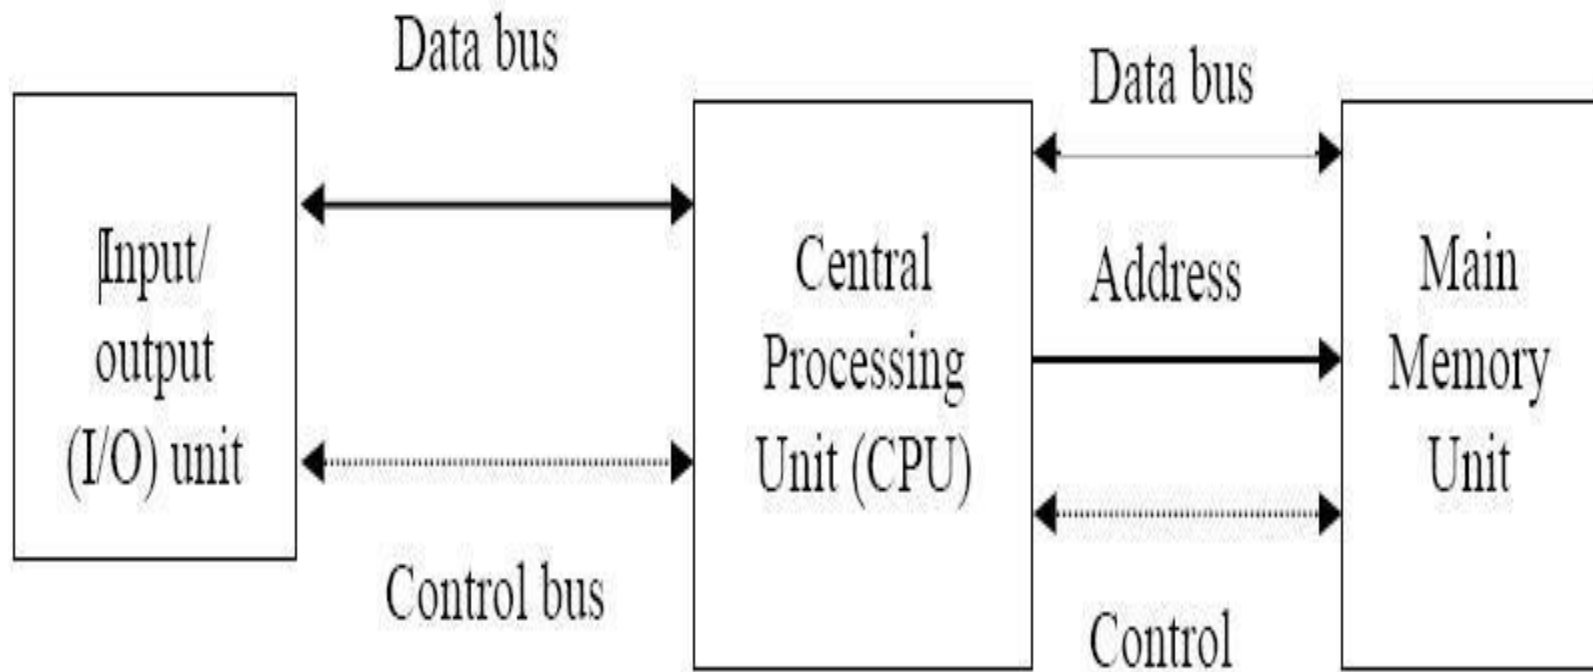 Data bus
Data bus
Input/
output
(I/O) unit
Central
Processing
Unit (CPU)
Address
Main
Memory
Unit
Control bus
Control